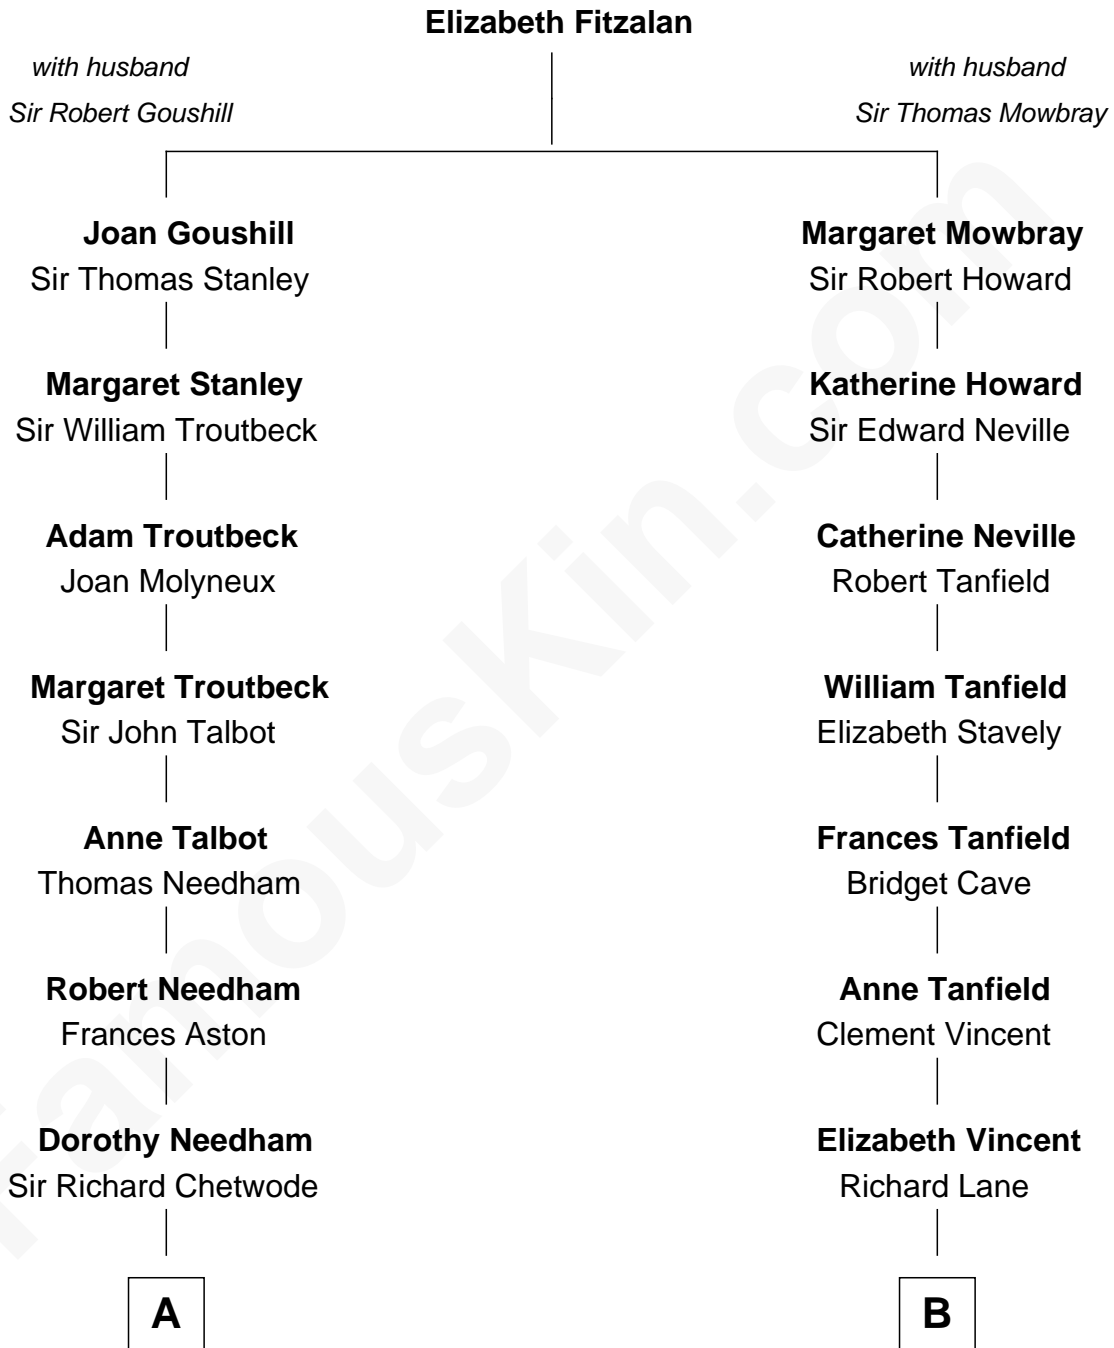 Elizabeth Fitzalan
with husband
Sir Robert Goushill
with husband
Sir Thomas Mowbray
Joan Goushill
Sir Thomas Stanley
Margaret Mowbray
Sir Robert Howard
Margaret Stanley
Sir William Troutbeck
Katherine Howard
Sir Edward Neville
Adam Troutbeck
Joan Molyneux
Catherine Neville
Robert Tanfield
Margaret Troutbeck
Sir John Talbot
William Tanfield
Elizabeth Stavely
Anne Talbot
Thomas Needham
Frances Tanfield
Bridget Cave
Robert Needham
Frances Aston
Anne Tanfield
Clement Vincent
Dorothy Needham
Sir Richard Chetwode
Elizabeth Vincent
Richard Lane
A
B
FamousKin.com